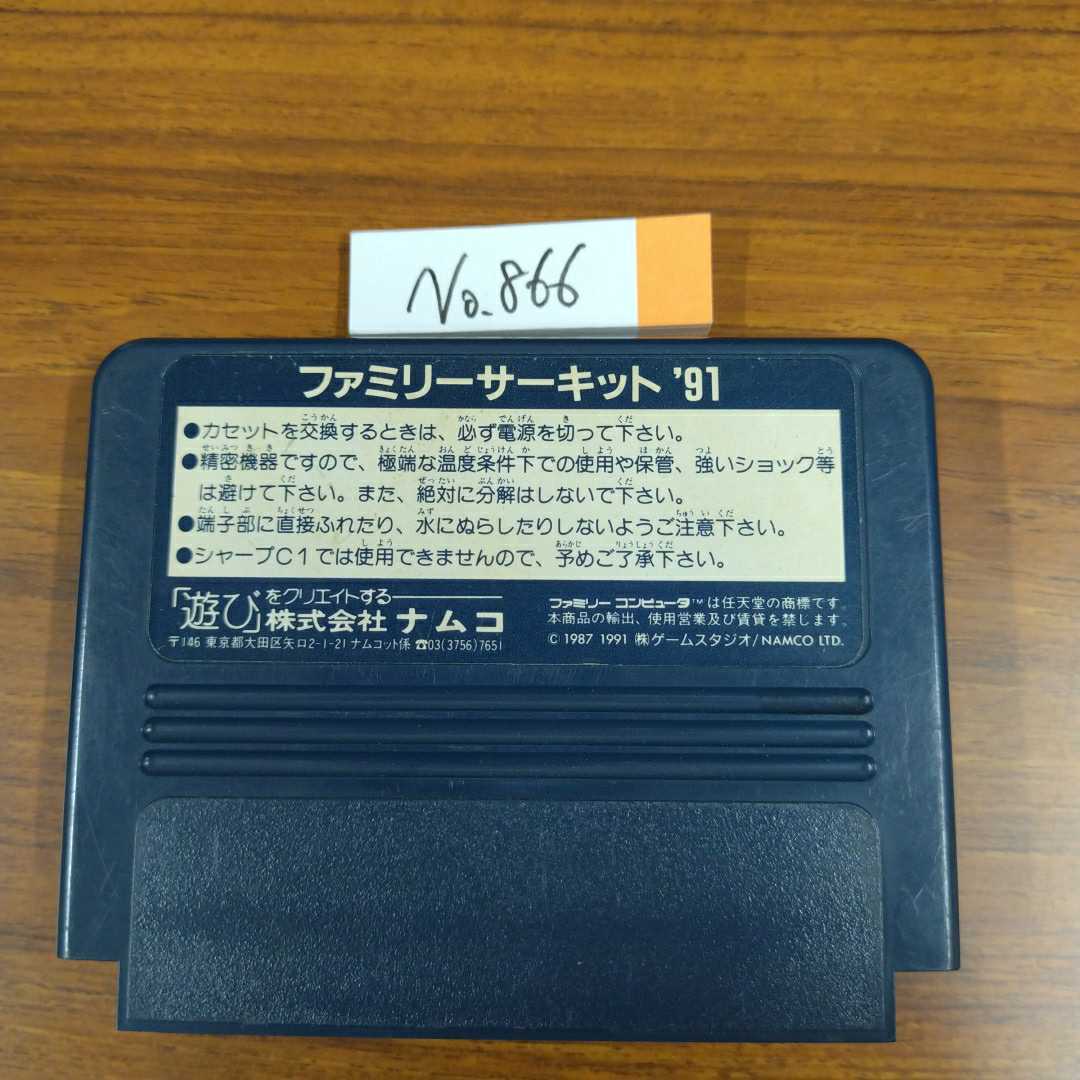 No.866
ファミリーサーキット '91
●カセットを交換するときは、必ず電源を切って下さい。
●精密機器ですので、極端な温度条件下での使用や保管、強いショック等
は避けて下さい。また、絶対に分解はしないで下さい。
●端子部に直接ふれたり、水にぬらしたりしないようご注意下さい。
●シャープC1では使用できませんので、予めご了承下さい。
「遊び」をクリエイトする
株式会社 ナムコ
〒146 東京都大田区矢口2-1-21 ナムコット係 ☎03(3756)7651
ファミリー コンピュータ™は任天堂の商標です。
本商品の輸出、使用営業及び賃貸を禁じます。
© 1987 1991 ㈱ゲームスタジオ/NAMCO LTD.